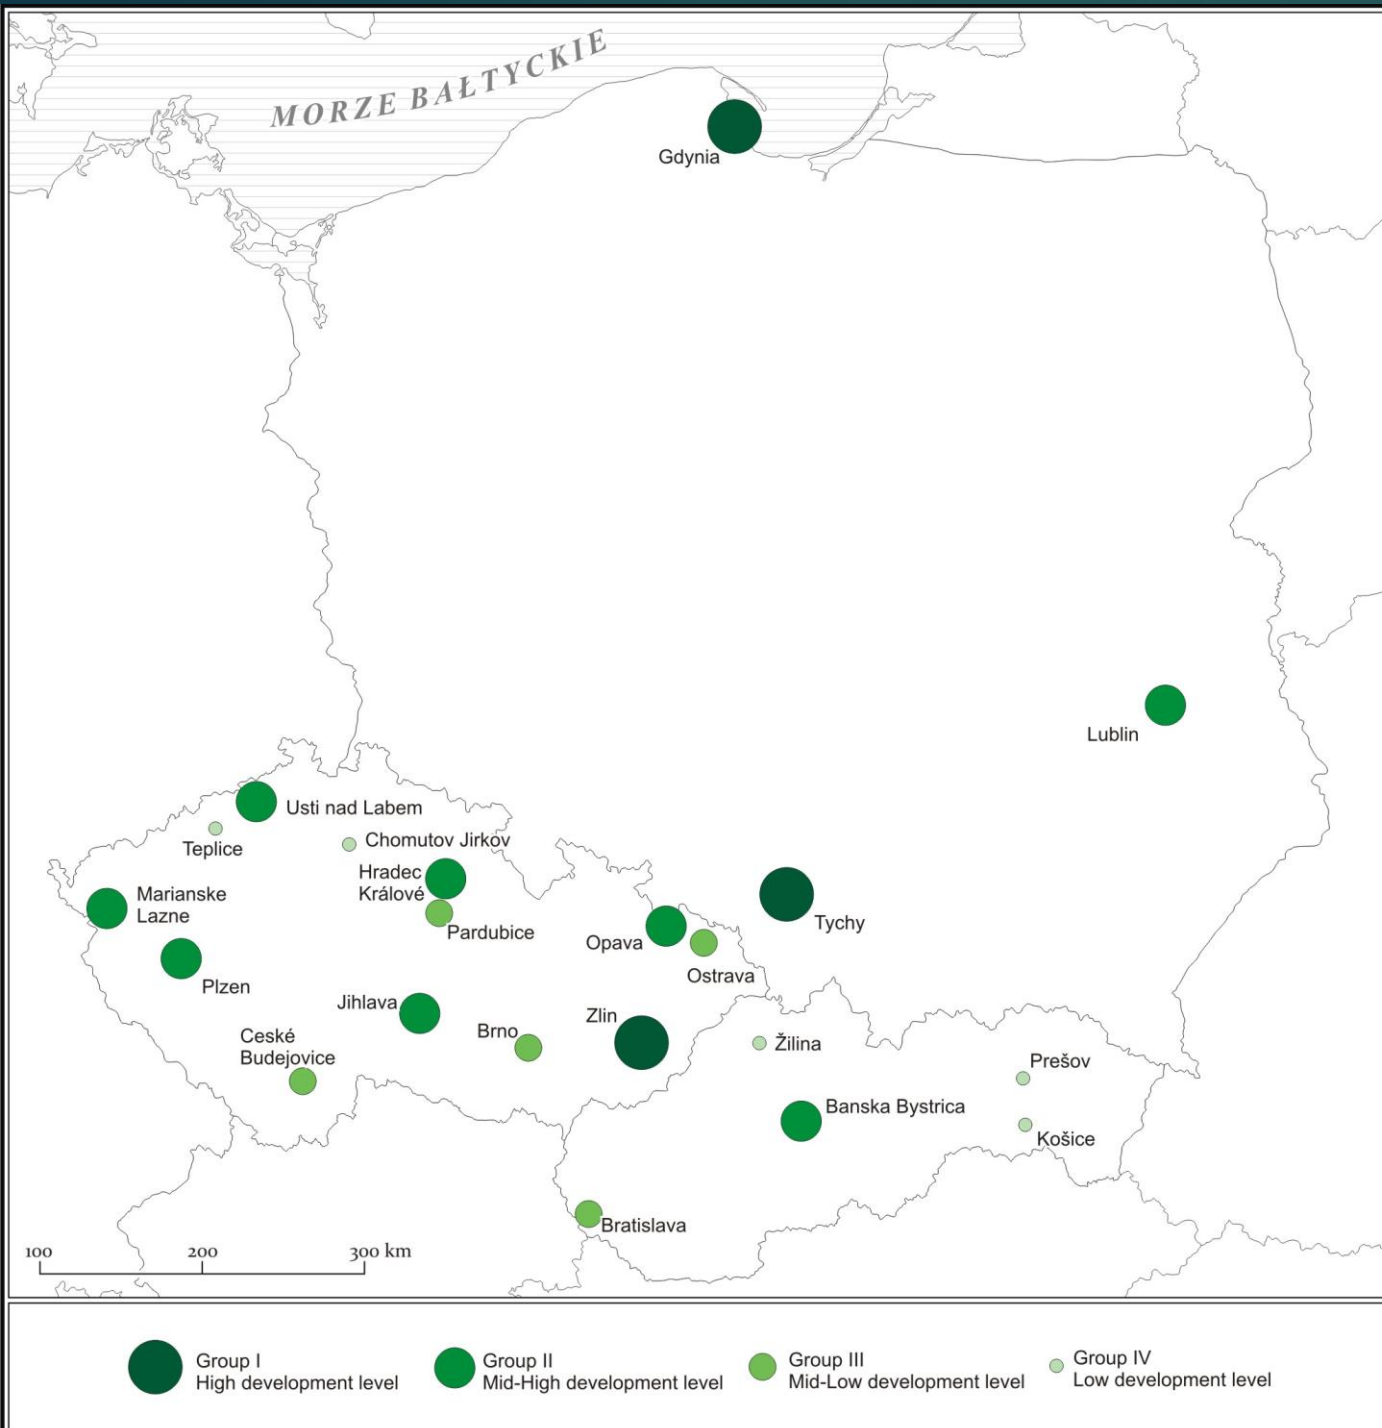 MORZE BAŁTYCKIE
Gdynia
Lublin
Usti nad Labem
Teplice
Chomutov Jirkov
Hradec
Králové
Marianske
Lazne
Pardubice
Tychy
Opava
Ostrava
Plzen
Jihlava
Zlin
Brno
Ceské
Budejovice
Žilina
Prešov
Banska Bystrica
Košice
Bratislava
100 200 300 km
Group I
High development level
Group II
Mid-High development level
Group III
Mid-Low development level
Group IV
Low development level